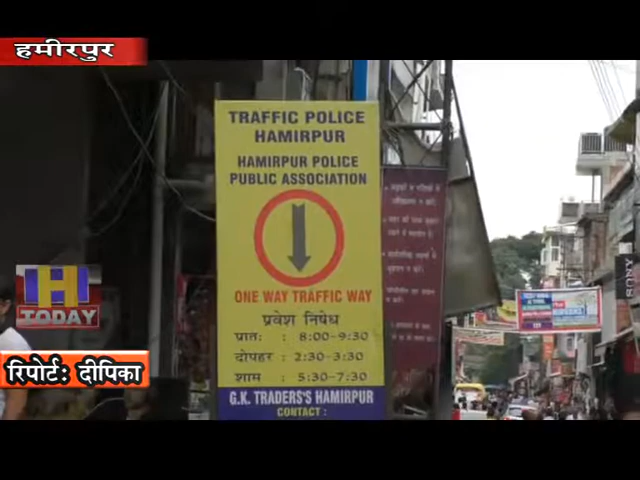 हमीरपुर
TRAFFIC POLICE
HAMIRPUR
HAMIRPUR POLICE
PUBLIC ASSOCIATION
ONE WAY TRAFFIC WAY
प्रवेश निषेध
प्रातः : 8:00-9:30
दोपहर : 2:30-3:30
शाम : 5:30-7:30
G.K. TRADERS'S HAMIRPUR
CONTACT :
SONY
H
TODAY
रिपोर्ट: दीपिका